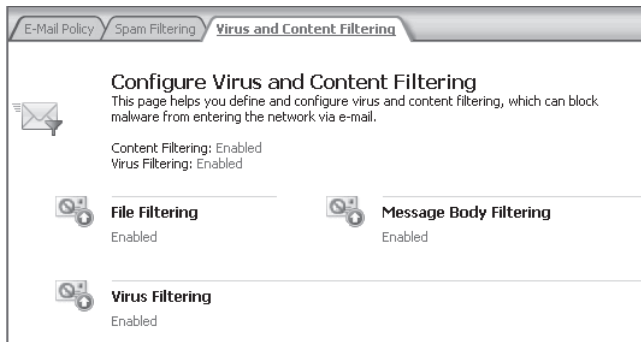 E-Mail Policy
Spam Filtering
Virus and Content Filtering
Configure Virus and Content Filtering
This page helps you define and configure virus and content filtering, which can block
malware from entering the network via e-mail.
Content Filtering: Enabled
Virus Filtering: Enabled
File Filtering
Enabled
Message Body Filtering
Enabled
Virus Filtering
Enabled